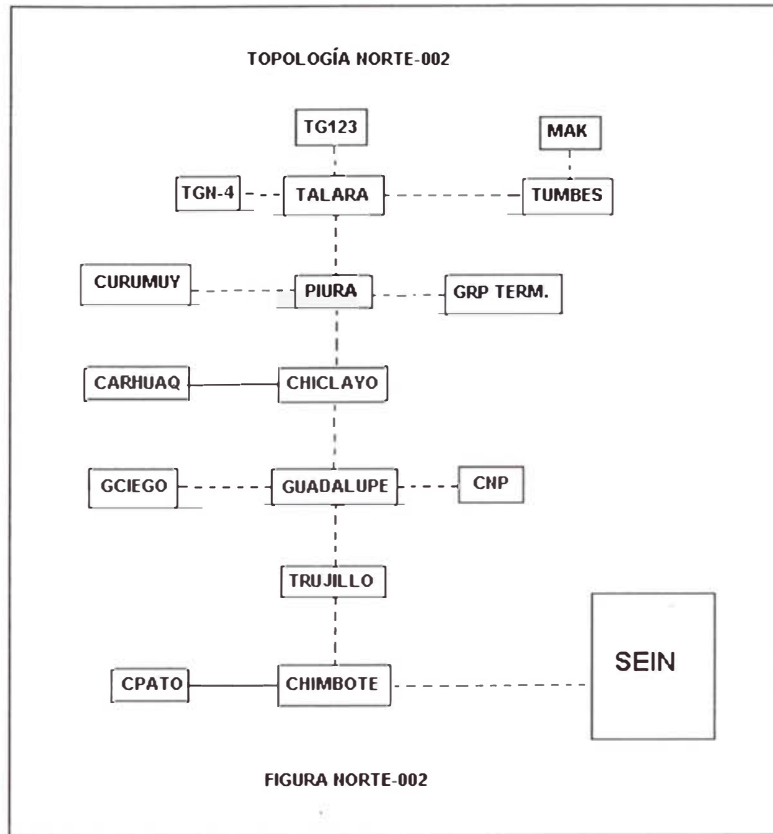 TOPOLOGÍA NORTE-002
TG123
MAK
TGN-4
TALARA
TUMBES
CURUMUY
PIURA
GRP TERM.
CARHUAQ
CHICLAYO
GCIEGO
GUADALUPE
CNP
TRUJILLO
SEIN
CPATO
CHIMBOTE
FIGURA NORTE-002